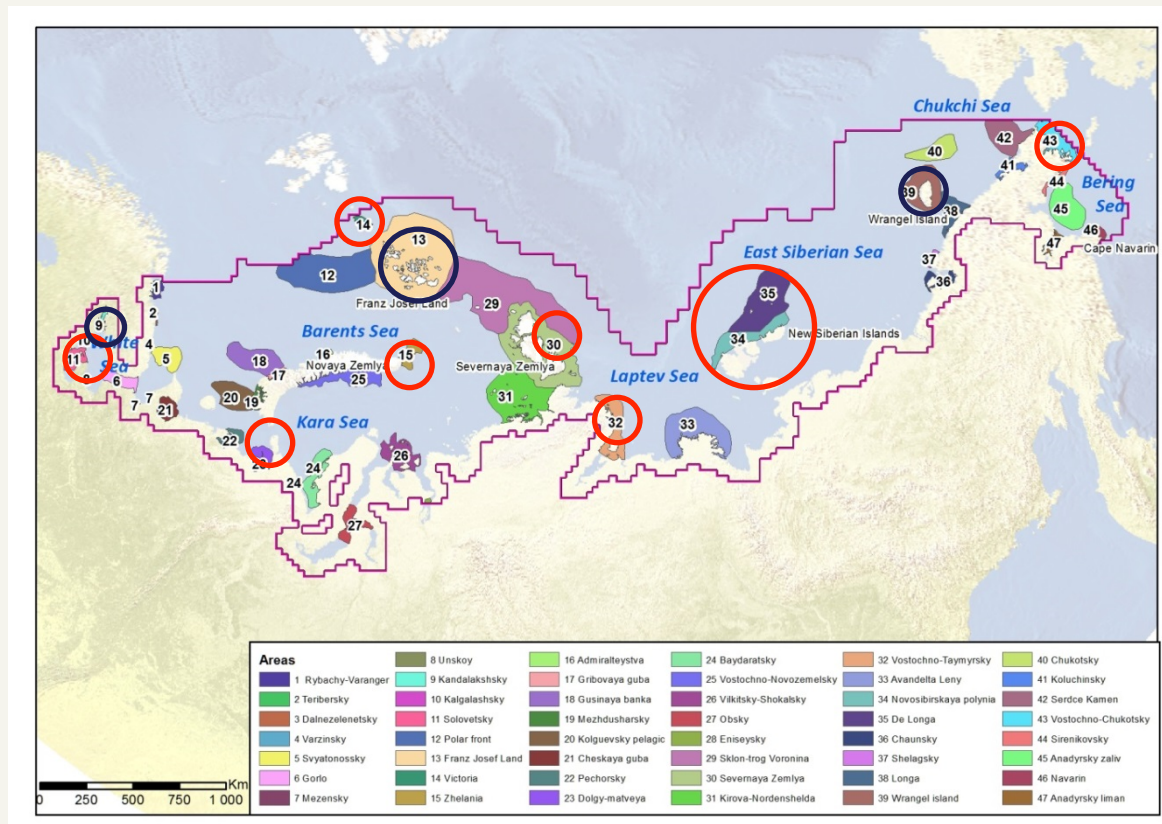 Chukchi Sea
42
43
40
41
44
Bering
39
38
45
Sea
Wrangel Island
46
14
47
Cape Navarin
13
East Siberian Sea
37
12
36
1
Franz Josef Land
29
35
2
9
Barents Sea
New Siberian Islands
10
White
4
16
15
30
34
11
Sea
5
18
Novaya Zemlya
Severnaya Zemlya
Laptev Sea
8
6
17
25
7
7
20
19
31
21
Kara Sea
32
33
22
23
24
26
24
27
Areas
1 Rybachy-Varanger
2 Teribersky
3 Dalnezelenetsky
4 Varzinsky
5 Svyatonossky
6 Gorlo
7 Mezensky
8 Unskoy
9 Kandalakshsky
10 Kalgalashsky
11 Solovetsky
12 Polar front
13 Franz Josef Land
14 Victoria
15 Zhelania
16 Admiralteystva
17 Gribovaya guba
18 Gusinaya banka
19 Mezhdusharsky
20 Kolguevsky pelagic
21 Cheskaya guba
22 Pechorsky
23 Dolgy-matveya
24 Baydaratsky
25 Vostochno-Novozemelsky
26 Vilkitsky-Shokalsky
27 Obsky
28 Eniseysky
29 Sklon-trog Voronina
30 Severnaya Zemlya
31 Kirova-Nordenshelda
32 Vostochno-Taymyrsky
33 Avandelta Leny
34 Novosibirskaya polynia
35 De Longa
36 Chaunsky
37 Shelagsky
38 Longa
39 Wrangel island
40 Chukotsky
41 Koluchinsky
42 Serdce Kamen
43 Vostochno-Chukotsky
44 Sirenikovsky
45 Anadyrsky zaliv
46 Navarin
47 Anadyrsky liman
Km
0 250 500 750 1 000